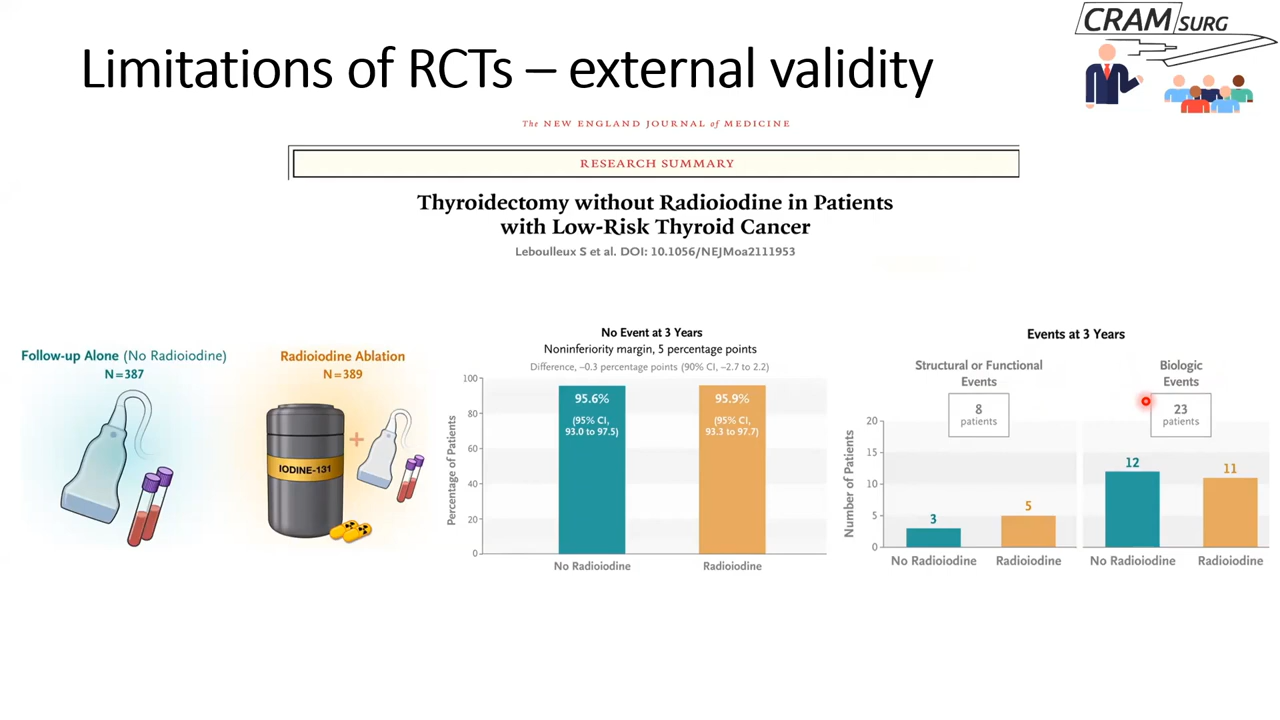 Limitations of RCTs – external validity
CRAMSURG
The NEW ENGLAND JOURNAL of MEDICINE
RESEARCH SUMMARY
Thyroidectomy without Radioiodine in Patients
with Low-Risk Thyroid Cancer
Leboulleux S et al. DOI: 10.1056/NEJMoa2111953
Follow-up Alone (No Radioiodine)
N=387
Radioiodine Ablation
N=389
IODINE-131
+
No Event at 3 Years
Noninferiority margin, 5 percentage points
Difference, –0.3 percentage points (90% CI, –2.7 to 2.2)
Percentage of Patients
100
80
60
40
20
0
95.6%
(95% CI,
93.0 to 97.5)
95.9%
(95% CI,
93.3 to 97.7)
No Radioiodine
Radioiodine
Events at 3 Years
Structural or Functional
Events
8
patients
Biologic
Events
23
patients
Number of Patients
20
15
10
5
0
3
5
12
11
No Radioiodine
Radioiodine
No Radioiodine
Radioiodine